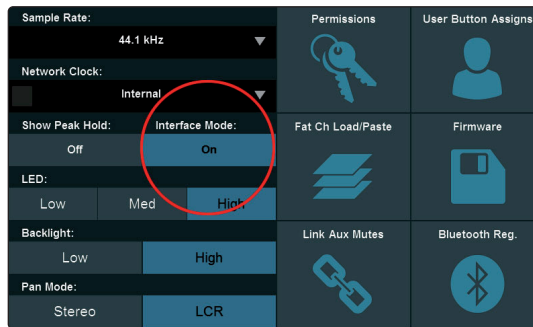 Sample Rate:
44.1 kHz
Network Clock:
Internal
Show Peak Hold:
Interface Mode:
Off
On
LED:
Low
Med
High
Backlight:
Low
High
Pan Mode:
Stereo
LCR
Permissions
User Button Assigns
Fat Ch Load/Paste
Firmware
Link Aux Mutes
Bluetooth Reg.